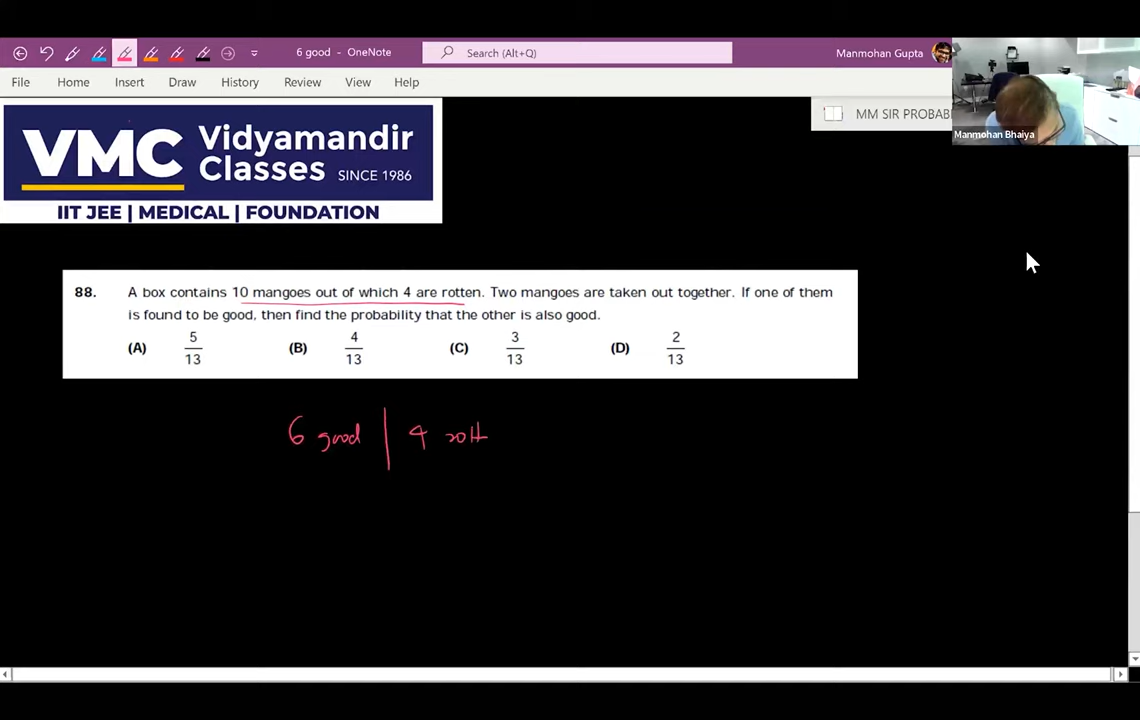 6 good - OneNote
Search (Alt+Q)
Manmohan Gupta
File Home Insert Draw History Review View Help
VMC Vidyamandir Classes SINCE 1986
IIT JEE | MEDICAL | FOUNDATION
MM SIR PROBAB
Manmohan Bhaiya
88. A box contains 10 mangoes out of which 4 are rotten. Two mangoes are taken out together. If one of them
is found to be good, then find the probability that the other is also good.
(A) 5/13 (B) 4/13 (C) 3/13 (D) 2/13
6 good | 4 rott